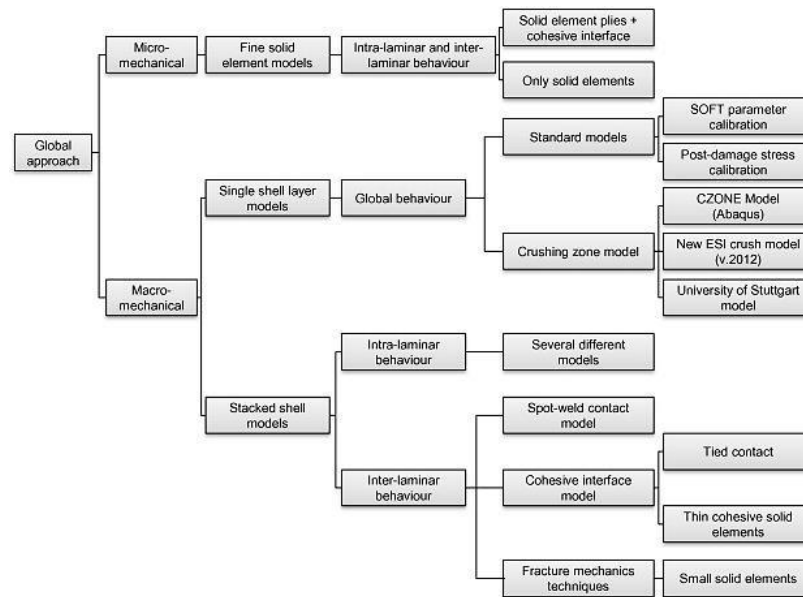 Global
approach
Micro-
mechanical
Fine solid
element models
Intra-laminar and inter-
laminar behaviour
Solid element plies +
cohesive interface
Only solid elements
Macro-
mechanical
Single shell layer
models
Global behaviour
Standard models
SOFT parameter
calibration
Post-damage stress
calibration
Crushing zone model
CZONE Model
(Abaqus)
New ESI crush model
(v.2012)
University of Stuttgart
model
Stacked shell
models
Intra-laminar
behaviour
Several different
models
Inter-laminar
behaviour
Spot-weld contact
model
Cohesive interface
model
Tied contact
Thin cohesive solid
elements
Fracture mechanics
techniques
Small solid elements